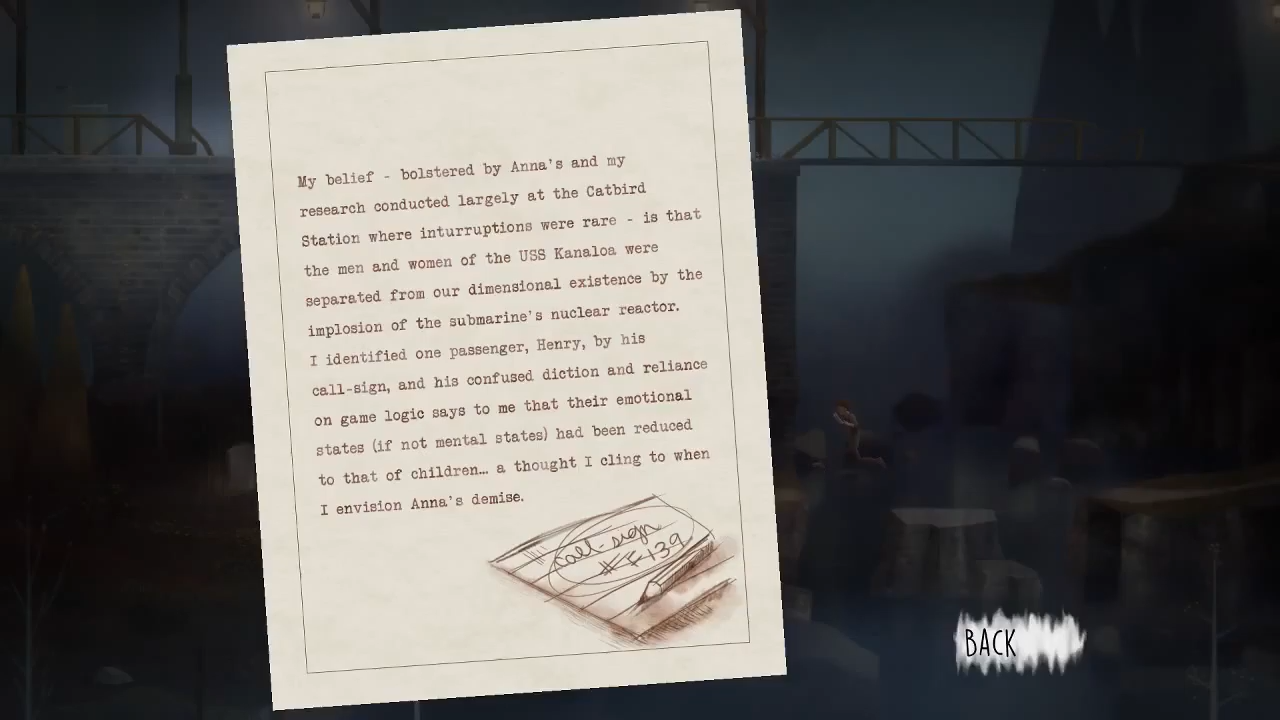 My belief - bolstered by Anna's and my
research conducted largely at the Catbird
Station where inturruptions were rare - is that
the men and women of the USS Kanaloa were
separated from our dimensional existence by the
implosion of the submarine's nuclear reactor.
I identified one passenger, Henry, by his
call-sign, and his confused diction and reliance
on game logic says to me that their emotional
states (if not mental states) had been reduced
to that of children... a thought I cling to when
I envision Anna's demise.
call-sign
# F-139
BACK